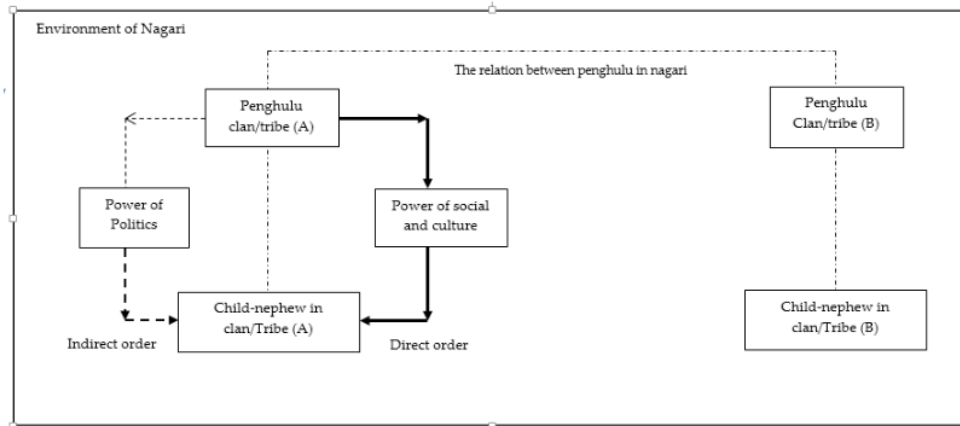 Environment of Nagari
The relation between penghulu in nagari
Penghulu
clan/tribe (A)
Penghulu
Clan/tribe (B)
Power of
Politics
Power of social
and culture
Child-nephew in
clan/Tribe (A)
Child-nephew in
clan/Tribe (B)
Indirect order
Direct order